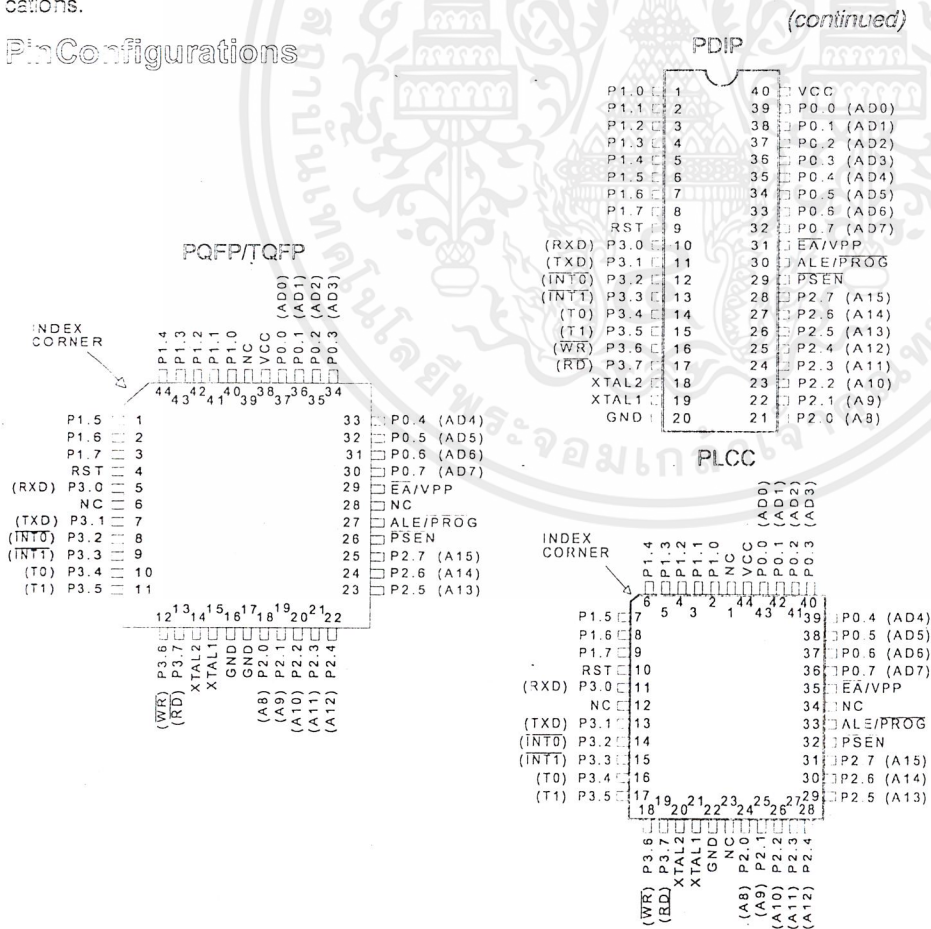 cations.
(continued)
Pin Configurations
PDIP
P1.0 1 40 VCC
P1.1 2 39 P0.0 (AD0)
P1.2 3 38 P0.1 (AD1)
P1.3 4 37 P0.2 (AD2)
P1.4 5 36 P0.3 (AD3)
P1.5 6 35 P0.4 (AD4)
P1.6 7 34 P0.5 (AD5)
P1.7 8 33 P0.6 (AD6)
RST 9 32 P0.7 (AD7)
(RXD) P3.0 10 31 EA/VPP
(TXD) P3.1 11 30 ALE/PROG
(INT0) P3.2 12 29 PSEN
(INT1) P3.3 13 28 P2.7 (A15)
(T0) P3.4 14 27 P2.6 (A14)
(T1) P3.5 15 26 P2.5 (A13)
(WR) P3.6 16 25 P2.4 (A12)
(RD) P3.7 17 24 P2.3 (A11)
XTAL2 18 23 P2.2 (A10)
XTAL1 19 22 P2.1 (A9)
GND 20 21 P2.0 (A8)
PQFP/TQFP
INDEX
CORNER
P1.4
P1.3
P1.2
P1.1
P1.0
NC
VCC
P0.0 (AD0)
P0.1 (AD1)
P0.2 (AD2)
P0.3 (AD3)
44 43 42 41 40 39 38 37 36 35 34
P1.5 1 33 P0.4 (AD4)
P1.6 2 32 P0.5 (AD5)
P1.7 3 31 P0.6 (AD6)
RST 4 30 P0.7 (AD7)
(RXD) P3.0 5 29 EA/VPP
NC 6 28 NC
(TXD) P3.1 7 27 ALE/PROG
(INT0) P3.2 8 26 PSEN
(INT1) P3.3 9 25 P2.7 (A15)
(T0) P3.4 10 24 P2.6 (A14)
(T1) P3.5 11 23 P2.5 (A13)
12 13 14 15 16 17 18 19 20 21 22
(WR) P3.6
(RD) P3.7
XTAL2
XTAL1
GND
GND
(A8) P2.0
(A9) P2.1
(A10) P2.2
(A11) P2.3
(A12) P2.4
PLCC
INDEX
CORNER
P1.4
P1.3
P1.2
P1.1
P1.0
NC
VCC
P0.0 (AD0)
P0.1 (AD1)
P0.2 (AD2)
P0.3 (AD3)
6 5 4 3 2 1 44 43 42 41 40
P1.5 7 39 P0.4 (AD4)
P1.6 8 38 P0.5 (AD5)
P1.7 9 37 P0.6 (AD6)
RST 10 36 P0.7 (AD7)
(RXD) P3.0 11 35 EA/VPP
NC 12 34 NC
(TXD) P3.1 13 33 ALE/PROG
(INT0) P3.2 14 32 PSEN
(INT1) P3.3 15 31 P2 7 (A15)
(T0) P3.4 16 30 P2.6 (A14)
(T1) P3.5 17 29 P2.5 (A13)
18 19 20 21 22 23 24 25 26 27 28
(WR) P3.6
(RD) P3.7
XTAL2
XTAL1
GND
NC
(A8) P2.0
(A9) P2.1
(A10) P2.2
(A11) P2.3
(A12) P2.4